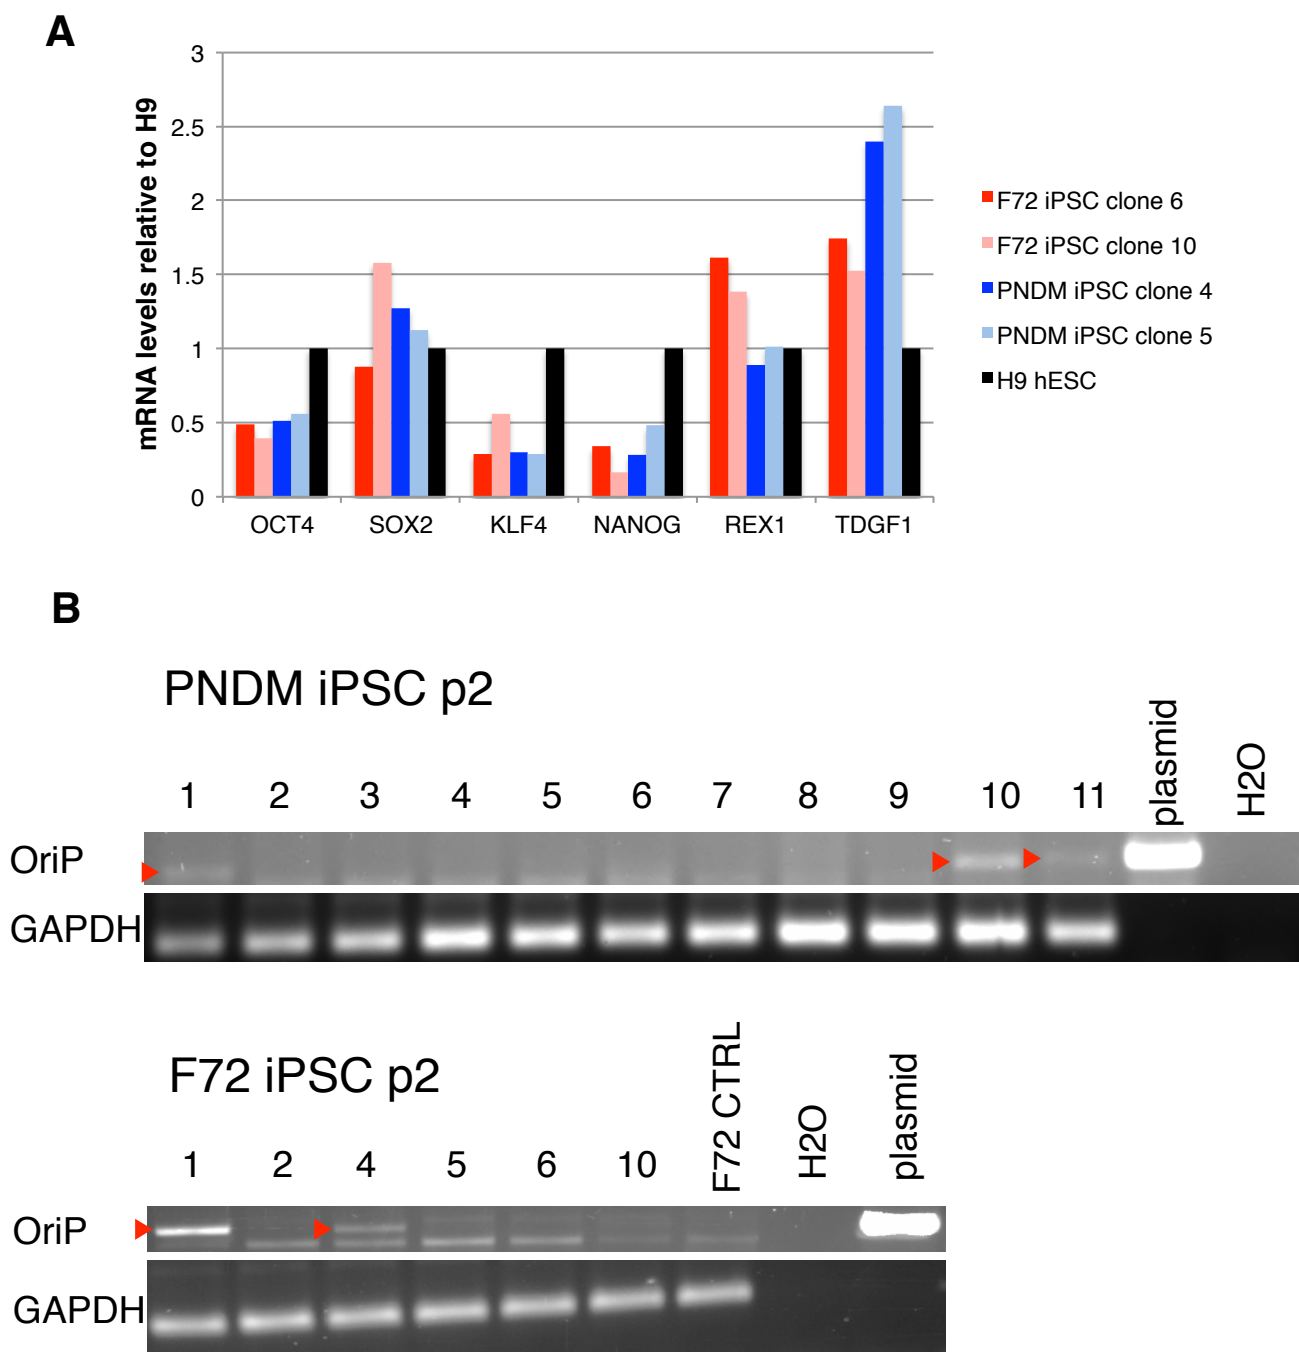 A
mRNA levels relative to H9
3
2.5
2
1.5
1
0.5
0
OCT4 SOX2 KLF4 NANOG REX1 TDGF1
F72 iPSC clone 6
F72 iPSC clone 10
PNDM iPSC clone 4
PNDM iPSC clone 5
H9 hESC
B
PNDM iPSC p2
1 2 3 4 5 6 7 8 9 10 11 plasmid H2O
OriP
GAPDH
F72 iPSC p2
1 2 4 5 6 10 F72 CTRL H2O plasmid
OriP
GAPDH